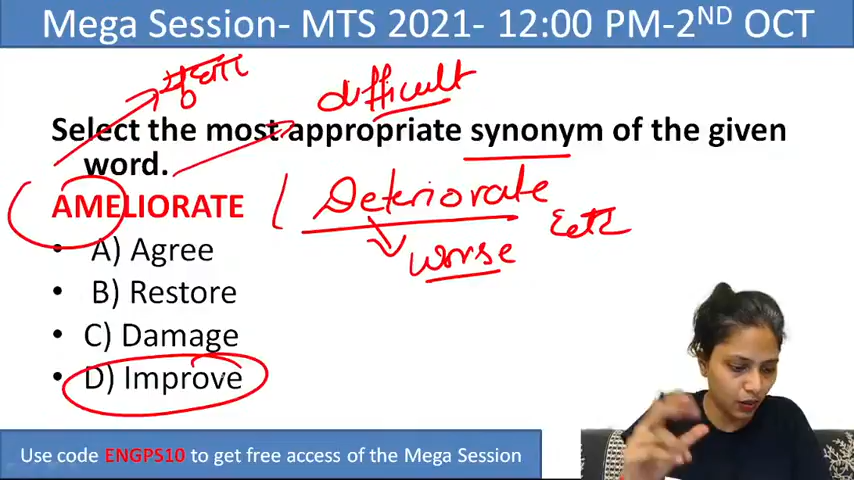 Mega Session- MTS 2021- 12:00 PM-2ND OCT
difficult
Select the most appropriate synonym of the given
word.
AMELIORATE
Deteriorate
worse
• A) Agree
• B) Restore
• C) Damage
• D) Improve
Use code ENGPS10 to get free access of the Mega Session